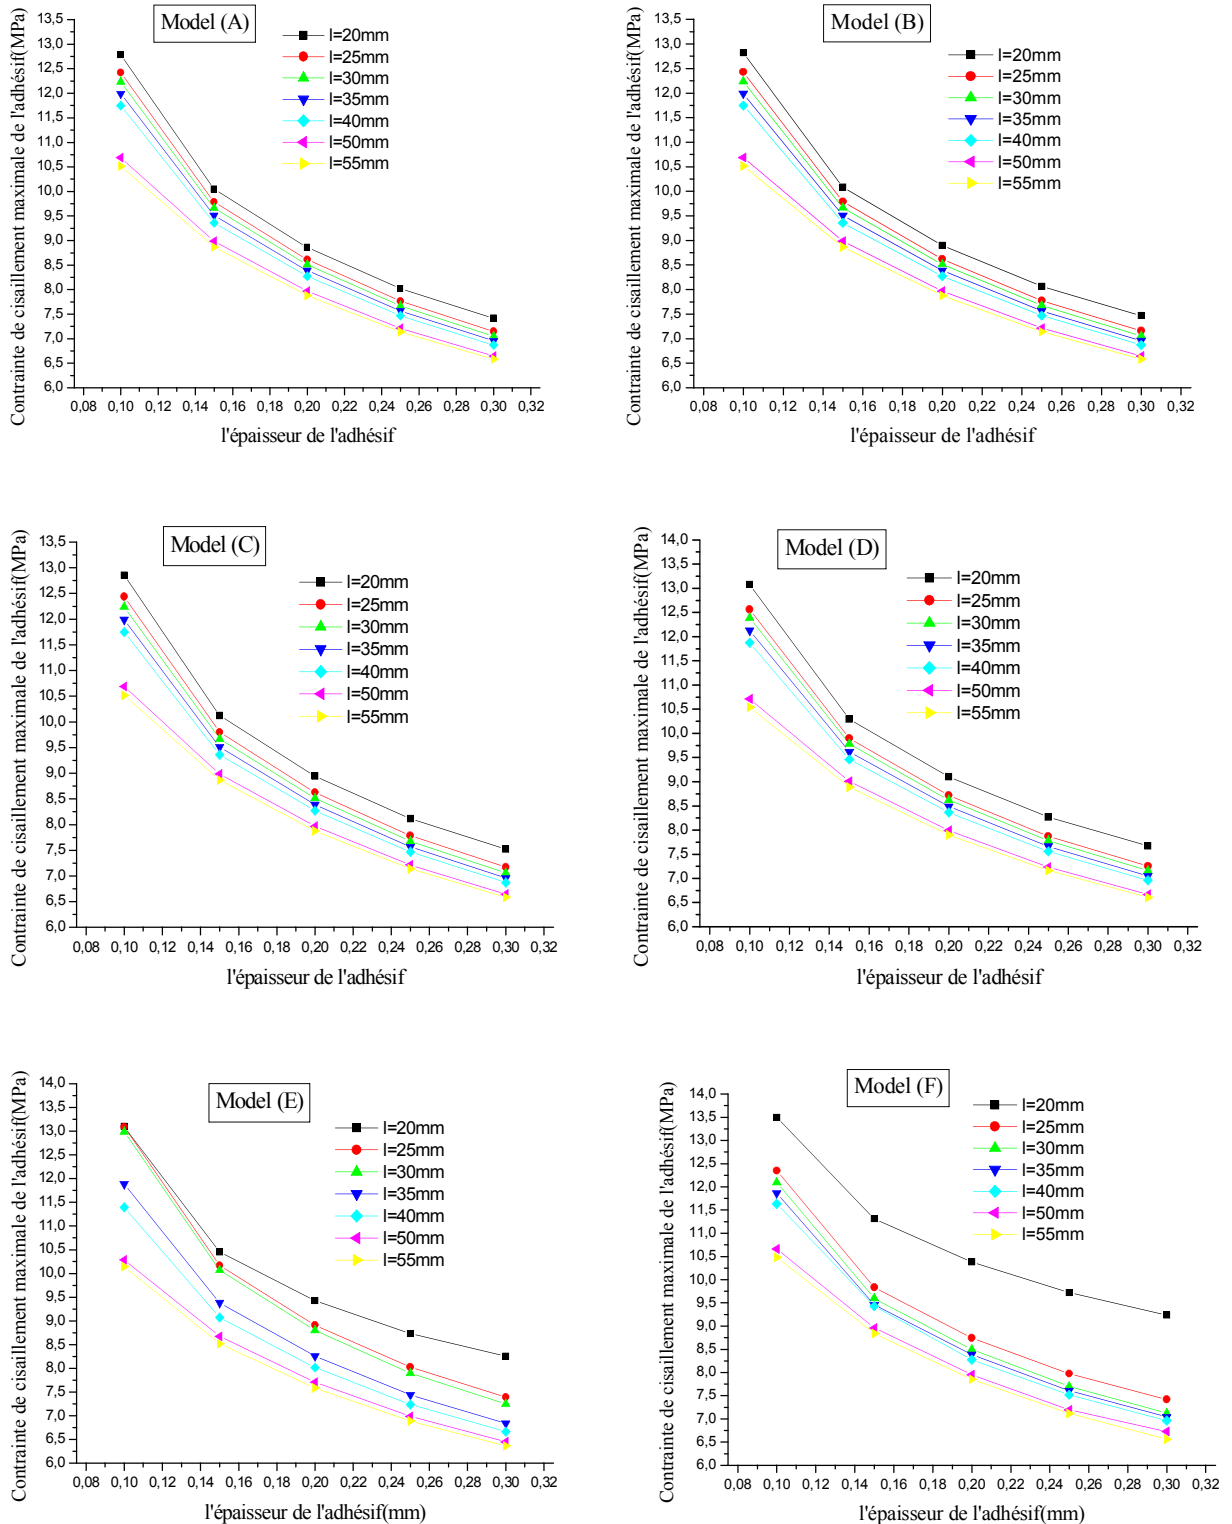 Model (A)
Contrainte de cisaillement maximale de l'adhésif(MPa)
13,5
13,0
12,5
12,0
11,5
11,0
10,5
10,0
9,5
9,0
8,5
8,0
7,5
7,0
6,5
6,0
l=20mm
l=25mm
l=30mm
l=35mm
l=40mm
l=50mm
l=55mm
0,08 0,10 0,12 0,14 0,16 0,18 0,20 0,22 0,24 0,26 0,28 0,30 0,32
l'épaisseur de l'adhésif
Model (B)
Contrainte de cisaillement maximale de l'adhésif(MPa)
13,5
13,0
12,5
12,0
11,5
11,0
10,5
10,0
9,5
9,0
8,5
8,0
7,5
7,0
6,5
6,0
l=20mm
l=25mm
l=30mm
l=35mm
l=40mm
l=50mm
l=55mm
0,08 0,10 0,12 0,14 0,16 0,18 0,20 0,22 0,24 0,26 0,28 0,30 0,32
l'épaisseur de l'adhésif
Model (C)
Contrainte de cisaillement maximale de l'adhésif(MPa)
13,5
13,0
12,5
12,0
11,5
11,0
10,5
10,0
9,5
9,0
8,5
8,0
7,5
7,0
6,5
6,0
l=20mm
l=25mm
l=30mm
l=35mm
l=40mm
l=50mm
l=55mm
0,08 0,10 0,12 0,14 0,16 0,18 0,20 0,22 0,24 0,26 0,28 0,30 0,32
l'épaisseur de l'adhésif
Model (D)
Contrainte de cisaillement maximale de l'adhésif(MPa)
14,0
13,5
13,0
12,5
12,0
11,5
11,0
10,5
10,0
9,5
9,0
8,5
8,0
7,5
7,0
6,5
6,0
l=20mm
l=25mm
l=30mm
l=35mm
l=40mm
l=50mm
l=55mm
0,08 0,10 0,12 0,14 0,16 0,18 0,20 0,22 0,24 0,26 0,28 0,30 0,32
l'épaisseur de l'adhésif
Model (E)
Contrainte de cisaillement maximale de l'adhésif(MPa)
14,0
13,5
13,0
12,5
12,0
11,5
11,0
10,5
10,0
9,5
9,0
8,5
8,0
7,5
7,0
6,5
6,0
l=20mm
l=25mm
l=30mm
l=35mm
l=40mm
l=50mm
l=55mm
0,08 0,10 0,12 0,14 0,16 0,18 0,20 0,22 0,24 0,26 0,28 0,30 0,32
l'épaisseur de l'adhésif(mm)
Model (F)
Contrainte de cisaillement maximale de l'adhésif(MPa)
14,0
13,5
13,0
12,5
12,0
11,5
11,0
10,5
10,0
9,5
9,0
8,5
8,0
7,5
7,0
6,5
6,0
l=20mm
l=25mm
l=30mm
l=35mm
l=40mm
l=50mm
l=55mm
0,08 0,10 0,12 0,14 0,16 0,18 0,20 0,22 0,24 0,26 0,28 0,30 0,32
l'épaisseur de l'adhésif(mm)